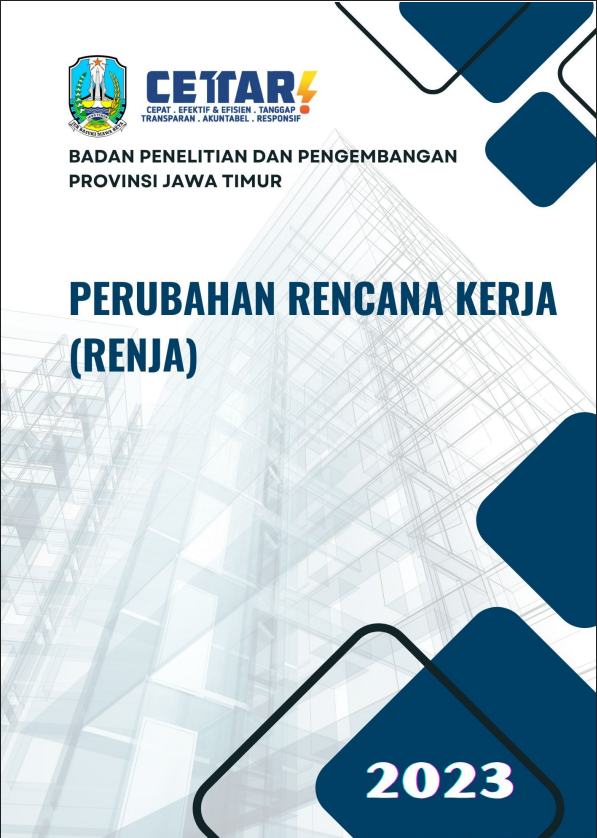 CETTAR!
CEPAT . EFEKTIF & EFISIEN . TANGGAP
TRANSPARAN . AKUNTABEL . RESPONSIF
BADAN PENELITIAN DAN PENGEMBANGAN
PROVINSI JAWA TIMUR
PERUBAHAN RENCANA KERJA
(RENJA)
2023